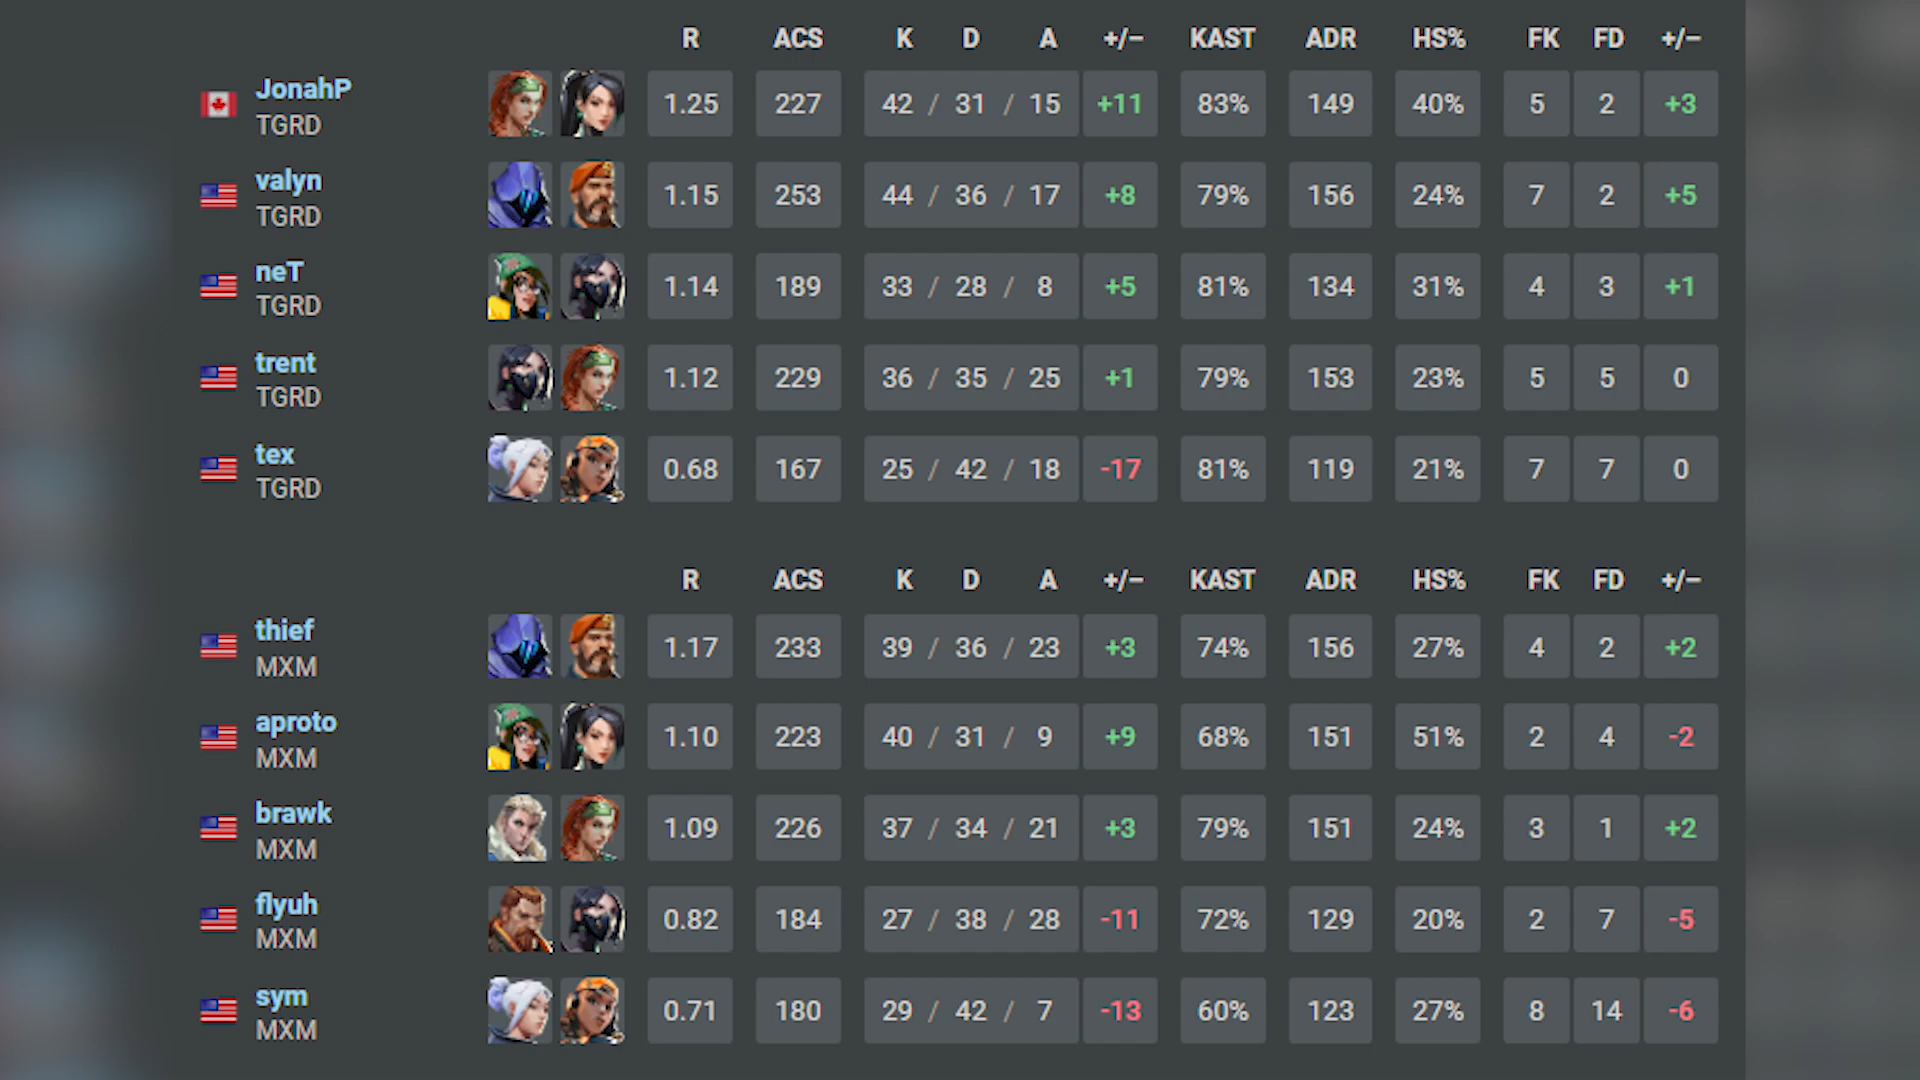 R ACS K D A +/– KAST ADR HS% FK FD +/–
JonahP
TGRD
1.25 227 42 / 31 / 15 +11 83% 149 40% 5 2 +3
valyn
TGRD
1.15 253 44 / 36 / 17 +8 79% 156 24% 7 2 +5
neT
TGRD
1.14 189 33 / 28 / 8 +5 81% 134 31% 4 3 +1
trent
TGRD
1.12 229 36 / 35 / 25 +1 79% 153 23% 5 5 0
tex
TGRD
0.68 167 25 / 42 / 18 -17 81% 119 21% 7 7 0
R ACS K D A +/– KAST ADR HS% FK FD +/–
thief
MXM
1.17 233 39 / 36 / 23 +3 74% 156 27% 4 2 +2
aproto
MXM
1.10 223 40 / 31 / 9 +9 68% 151 51% 2 4 -2
brawk
MXM
1.09 226 37 / 34 / 21 +3 79% 151 24% 3 1 +2
flyuh
MXM
0.82 184 27 / 38 / 28 -11 72% 129 20% 2 7 -5
sym
MXM
0.71 180 29 / 42 / 7 -13 60% 123 27% 8 14 -6